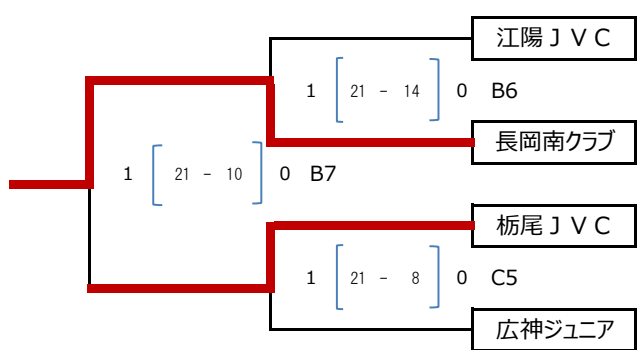 江陽ＪＶＣ
1 21 - 14 0 B6
長岡南クラブ
1 21 - 10 0 B7
栃尾ＪＶＣ
1 21 - 8 0 C5
広神ジュニア